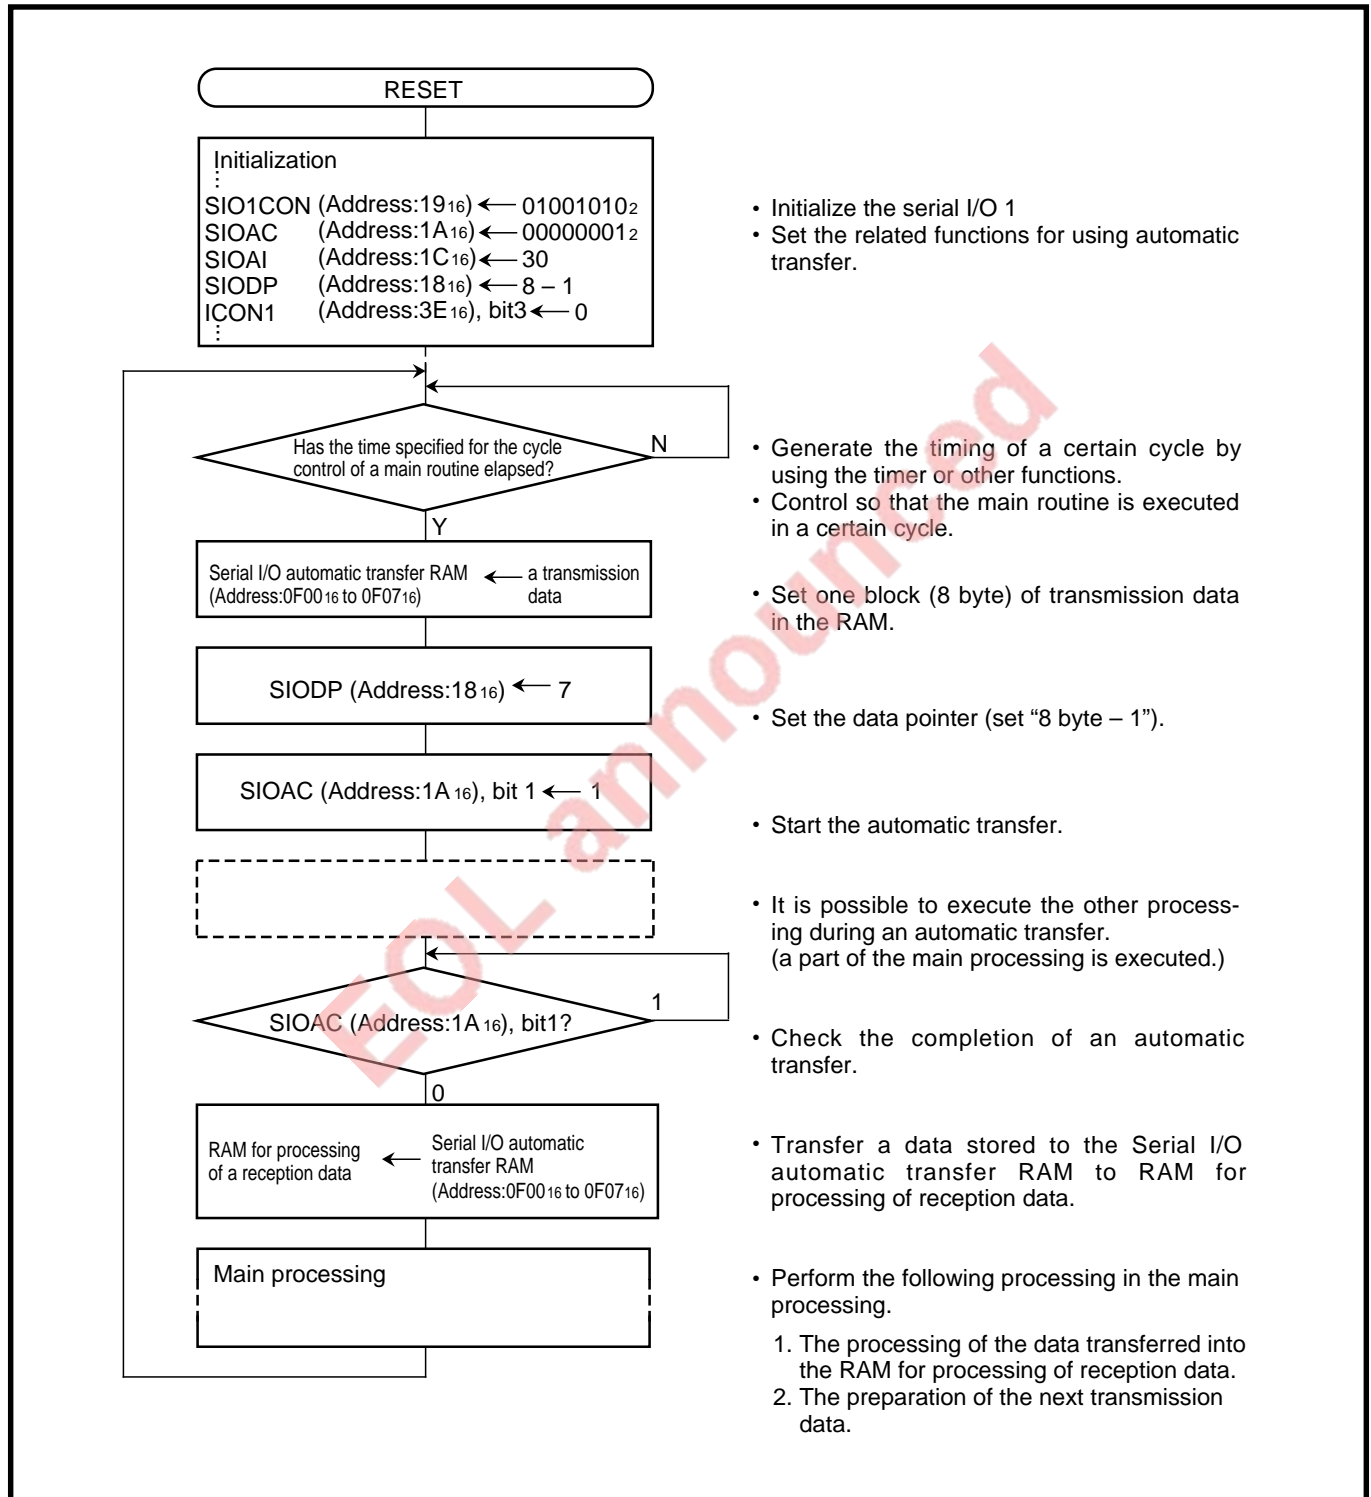 RESET
Initialization
SIO1CON (Address:19₁₆) ← 01001010₂
SIOAC (Address:1A₁₆) ← 00000001₂
SIOAI (Address:1C₁₆) ← 30
SIODP (Address:18₁₆) ← 8 – 1
ICON1 (Address:3E₁₆), bit3 ← 0
• Initialize the serial I/O 1
• Set the related functions for using automatic
transfer.
Has the time specified for the cycle
control of a main routine elapsed?
N
Y
• Generate the timing of a certain cycle by
using the timer or other functions.
• Control so that the main routine is executed
in a certain cycle.
Serial I/O automatic transfer RAM ← a transmission
(Address:0F00₁₆ to 0F07₁₆) data
• Set one block (8 byte) of transmission data
in the RAM.
SIODP (Address:18₁₆) ← 7
• Set the data pointer (set “8 byte – 1”).
SIOAC (Address:1A₁₆), bit 1 ← 1
• Start the automatic transfer.
• It is possible to execute the other process-
ing during an automatic transfer.
(a part of the main processing is executed.)
SIOAC (Address:1A₁₆), bit1?
1
0
• Check the completion of an automatic
transfer.
RAM for processing
of a reception data
←
Serial I/O automatic
transfer RAM
(Address:0F00₁₆ to 0F07₁₆)
• Transfer a data stored to the Serial I/O
automatic transfer RAM to RAM for
processing of reception data.
Main processing
• Perform the following processing in the main
processing.
1. The processing of the data transferred into
the RAM for processing of reception data.
2. The preparation of the next transmission
data.
EOL announced